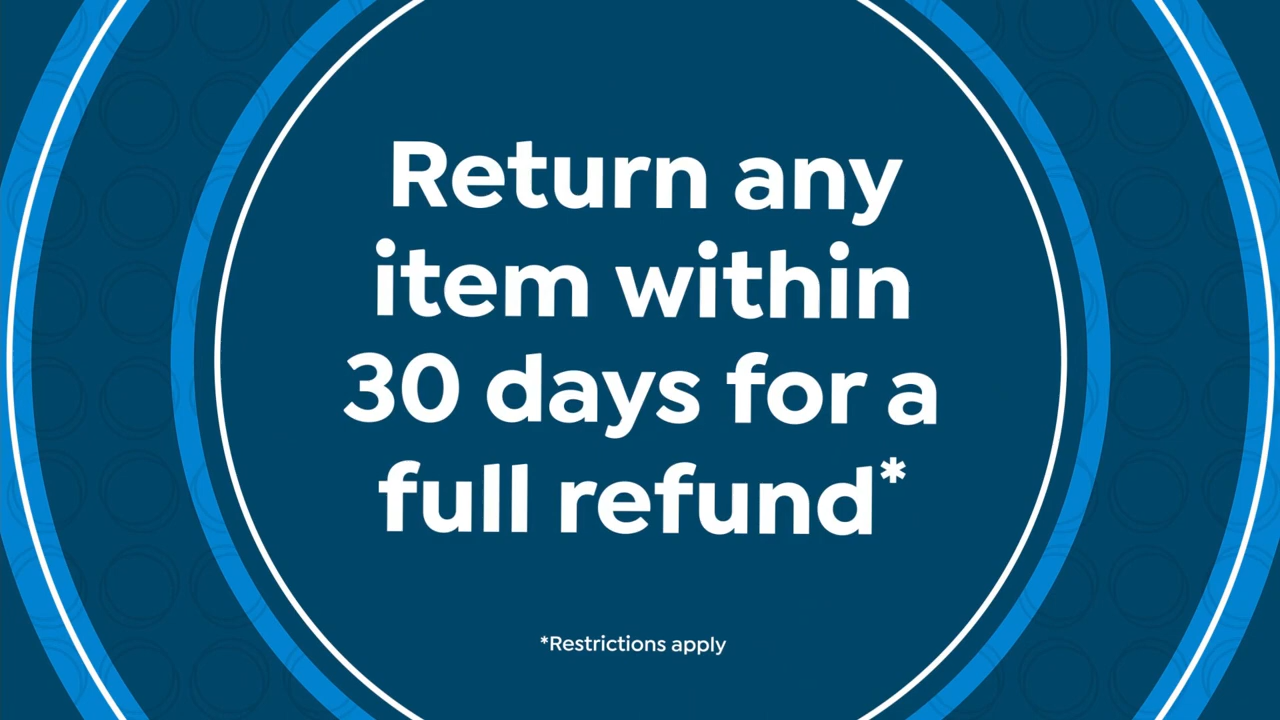 Return any
item within
30 days for a
full refund*
*Restrictions apply